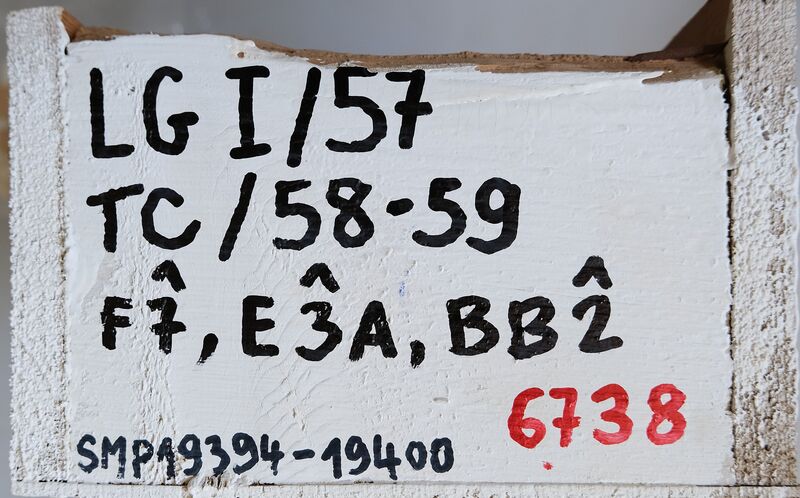 LG I/57
TC/58-59
F7̂, E3̂A, BB2̂
6738
SMP19394-19400